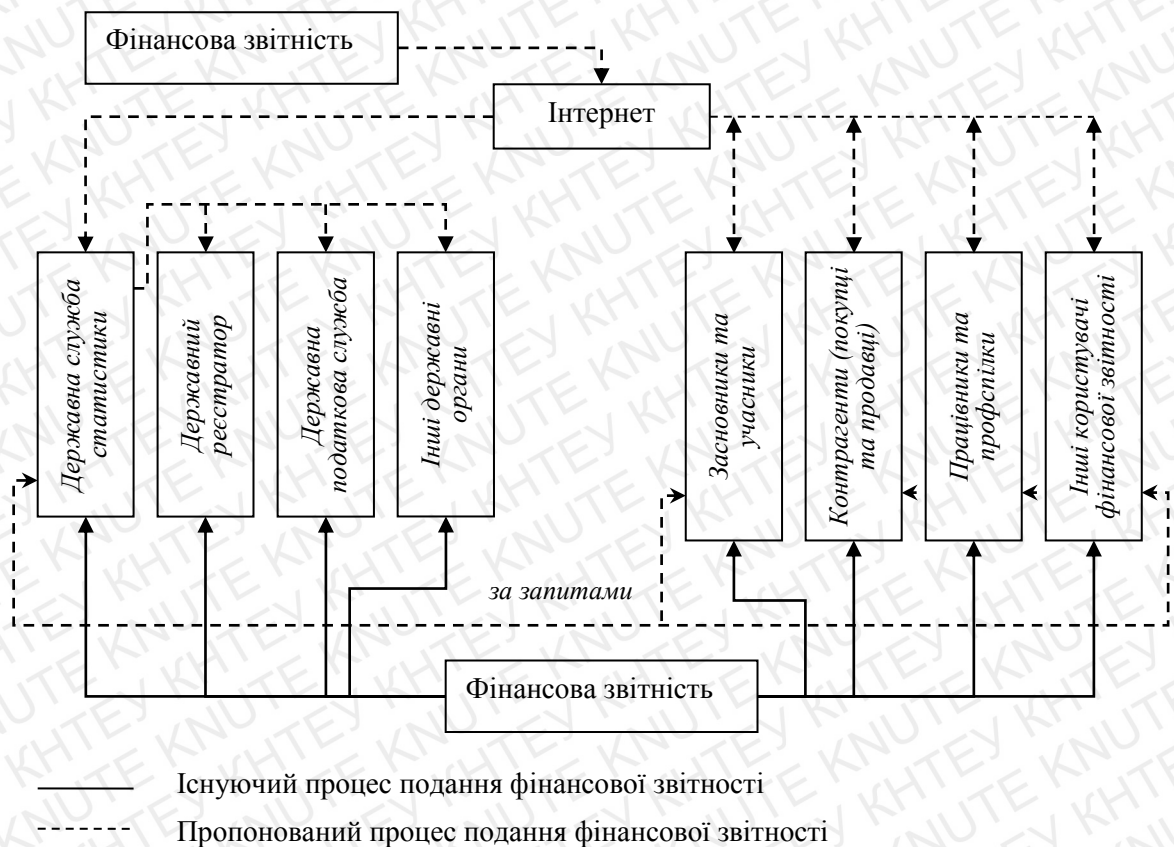 Фінансова звітність
Інтернет
Державна служба
статистики
Державний
реєстратор
Державна
податкова служба
Інші державні
органи
Засновники та
учасники
Контрагенти (покупці
та продавці)
Працівники та
профспілки
Інші користувачі
фінансової звітності
за запитами
Фінансова звітність
Існуючий процес подання фінансової звітності
Пропонований процес подання фінансової звітності
KHTEУ KNUTE